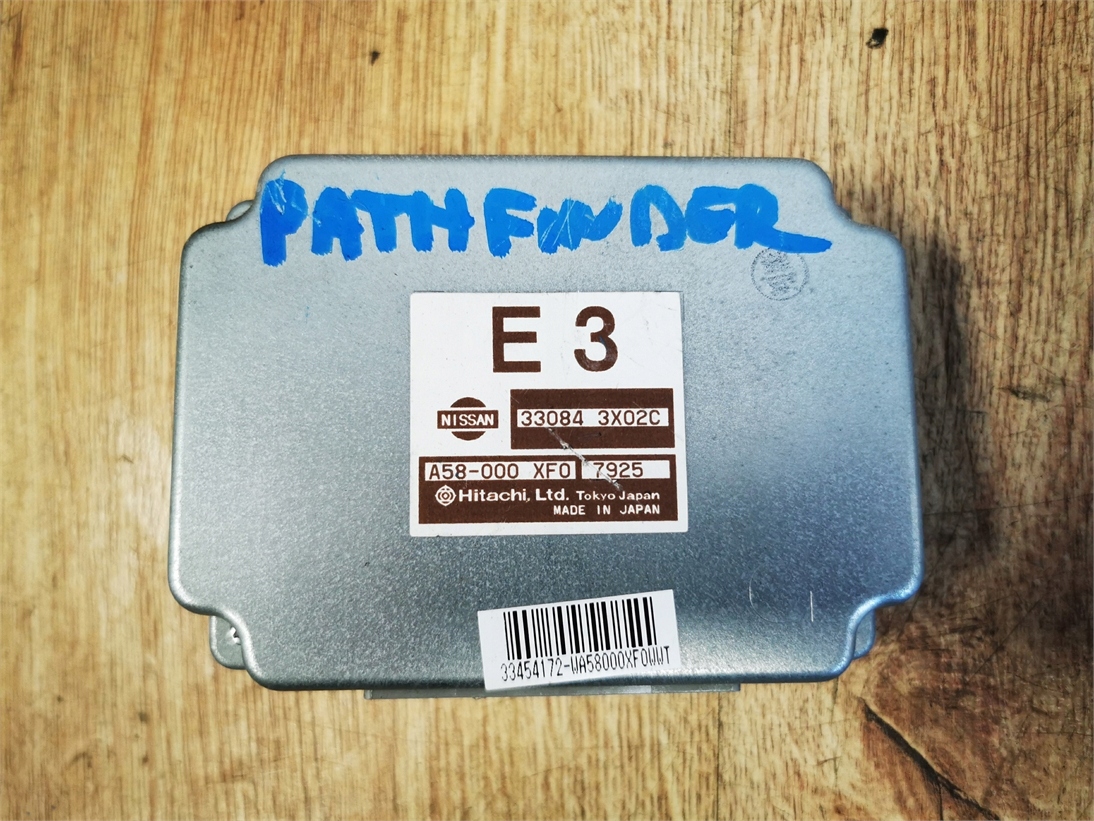 PATHFINDER
E 3
NISSAN
33084 3X02C
A58-000 XF0 7925
Hitachi, Ltd. Tokyo Japan
MADE IN JAPAN
33454172-WA58000XF0WWT